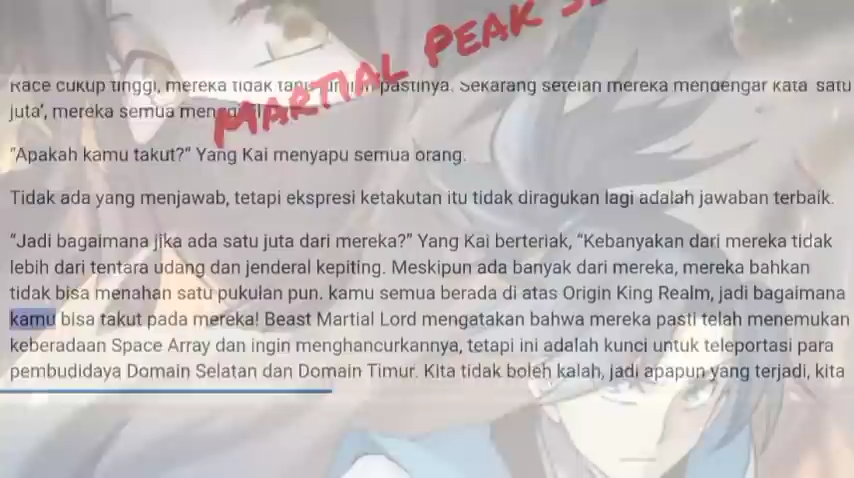 MARTIAL PEAK
Race cukup tinggi, mereka tidak pastinya. Sekarang setelah mereka mendengar kata 'satu
juta', mereka semua
"Apakah kamu takut?" Yang Kai menyapu semua orang.
Tidak ada yang menjawab, tetapi ekspresi ketakutan itu tidak diragukan lagi adalah jawaban terbaik.
"Jadi bagaimana jika ada satu juta dari mereka?" Yang Kai berteriak, "Kebanyakan dari mereka tidak
lebih dari tentara udang dan jenderal kepiting. Meskipun ada banyak dari mereka, mereka bahkan
tidak bisa menahan satu pukulan pun. kamu semua berada di atas Origin King Realm, jadi bagaimana
kamu bisa takut pada mereka! Beast Martial Lord mengatakan bahwa mereka pasti telah menemukan
keberadaan Space Array dan ingin menghancurkannya, tetapi ini adalah kunci untuk teleportasi para
pembudidaya Domain Selatan dan Domain Timur. Kita tidak boleh kalah, jadi apapun yang terjadi, kita